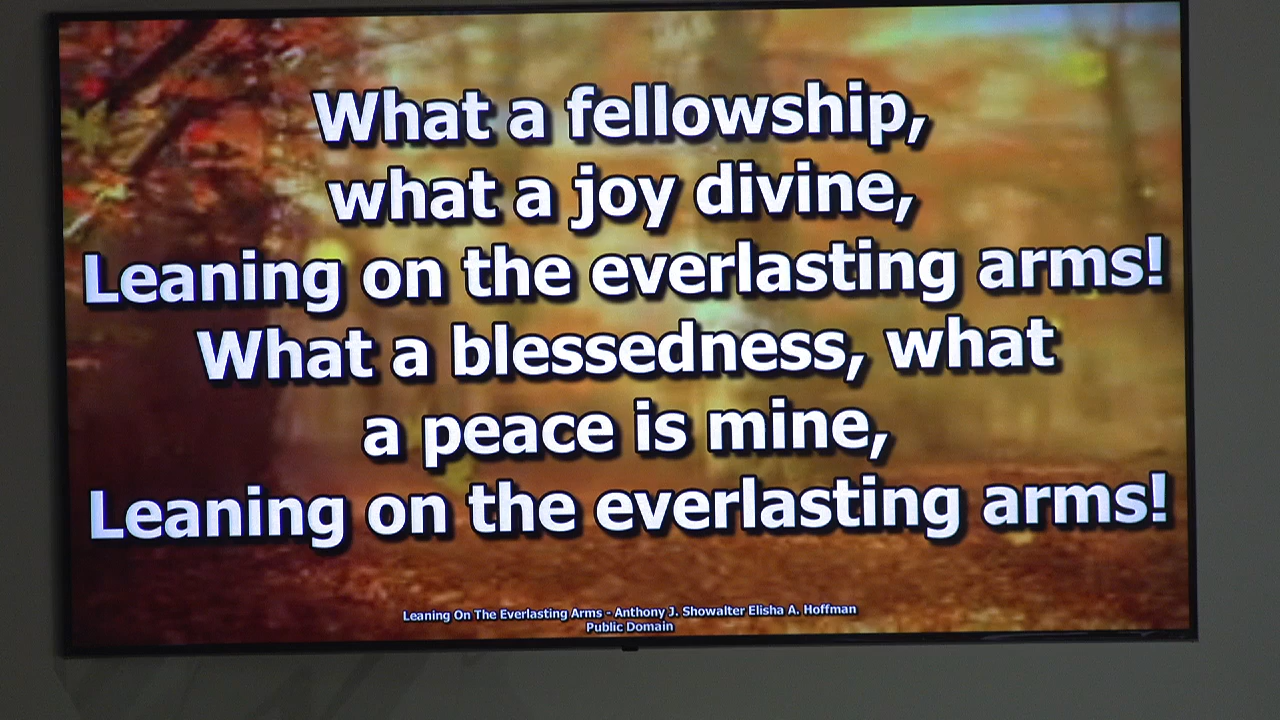 What a fellowship,
what a joy divine,
Leaning on the everlasting arms!
What a blessedness, what
a peace is mine,
Leaning on the everlasting arms!
Leaning On The Everlasting Arms - Anthony J. Showalter Elisha A. Hoffman
Public Domain